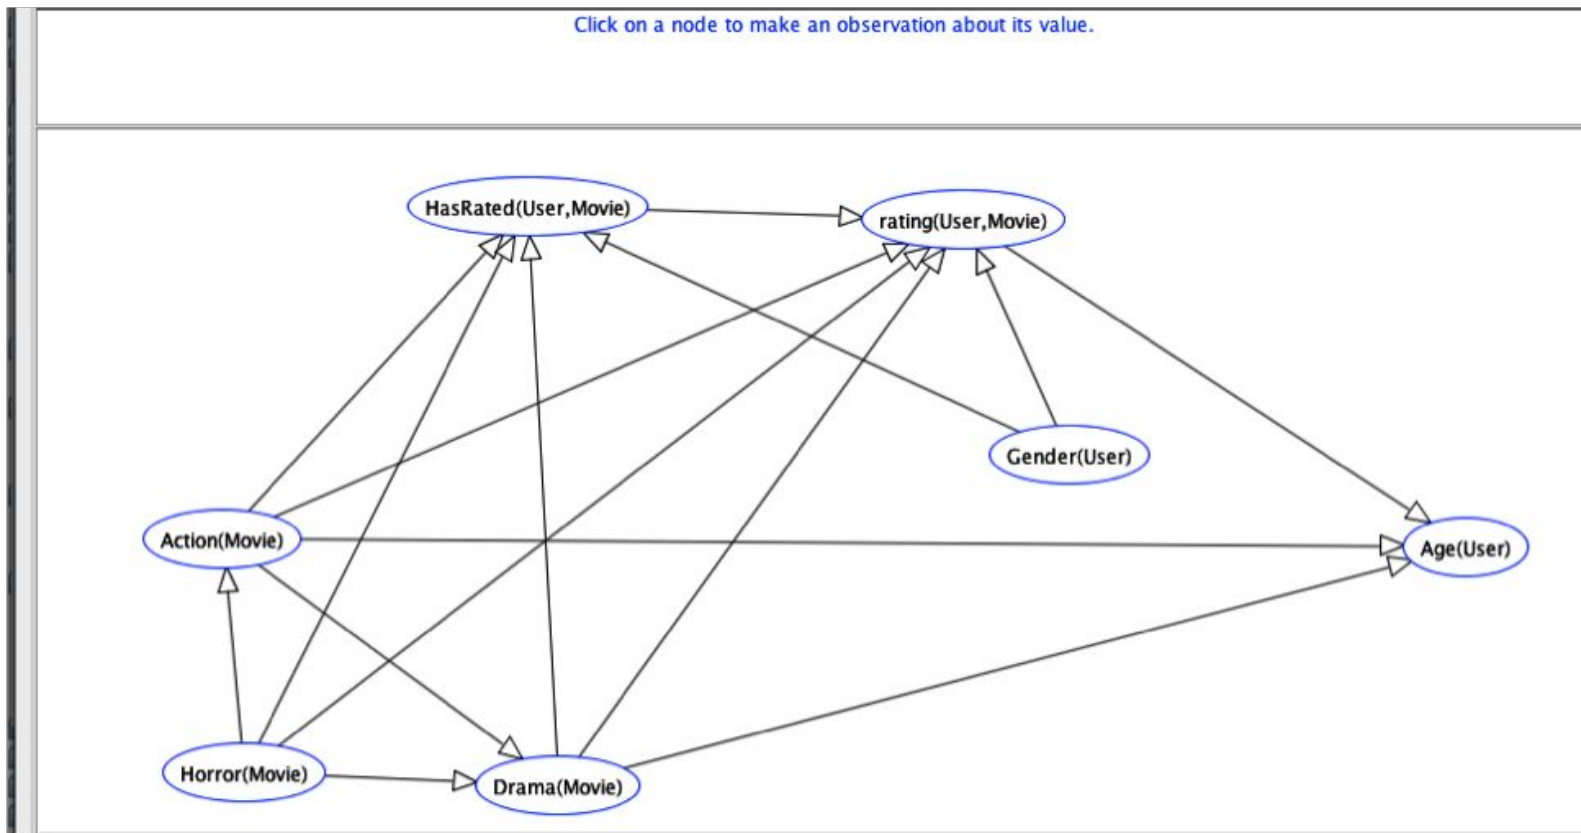 Click on a node to make an observation about its value.
HasRated(User,Movie)
rating(User,Movie)
Gender(User)
Action(Movie)
Age(User)
Horror(Movie)
Drama(Movie)